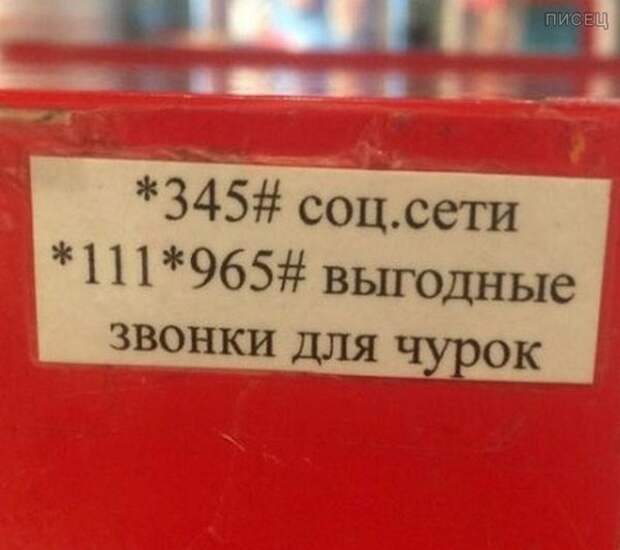 ПИСЕЦ
*345# соц.сети
*111*965# выгодные
звонки для чурок